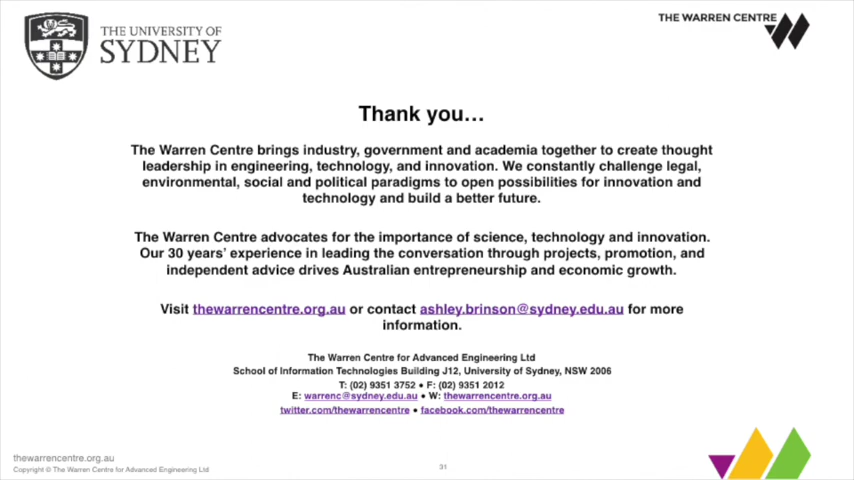 THE UNIVERSITY OF
SYDNEY
THE WARREN CENTRE
Thank you...
The Warren Centre brings industry, government and academia together to create thought
leadership in engineering, technology, and innovation. We constantly challenge legal,
environmental, social and political paradigms to open possibilities for innovation and
technology and build a better future.
The Warren Centre advocates for the importance of science, technology and innovation.
Our 30 years’ experience in leading the conversation through projects, promotion, and
independent advice drives Australian entrepreneurship and economic growth.
Visit thewarrencentre.org.au or contact ashley.brinson@sydney.edu.au for more
information.
The Warren Centre for Advanced Engineering Ltd
School of Information Technologies Building J12, University of Sydney, NSW 2006
T: (02) 9351 3752 • F: (02) 9351 2012
E: warrenc@sydney.edu.au • W: thewarrencentre.org.au
twitter.com/thewarrencentre • facebook.com/thewarrencentre
thewarrencentre.org.au
Copyright © The Warren Centre for Advanced Engineering Ltd
31